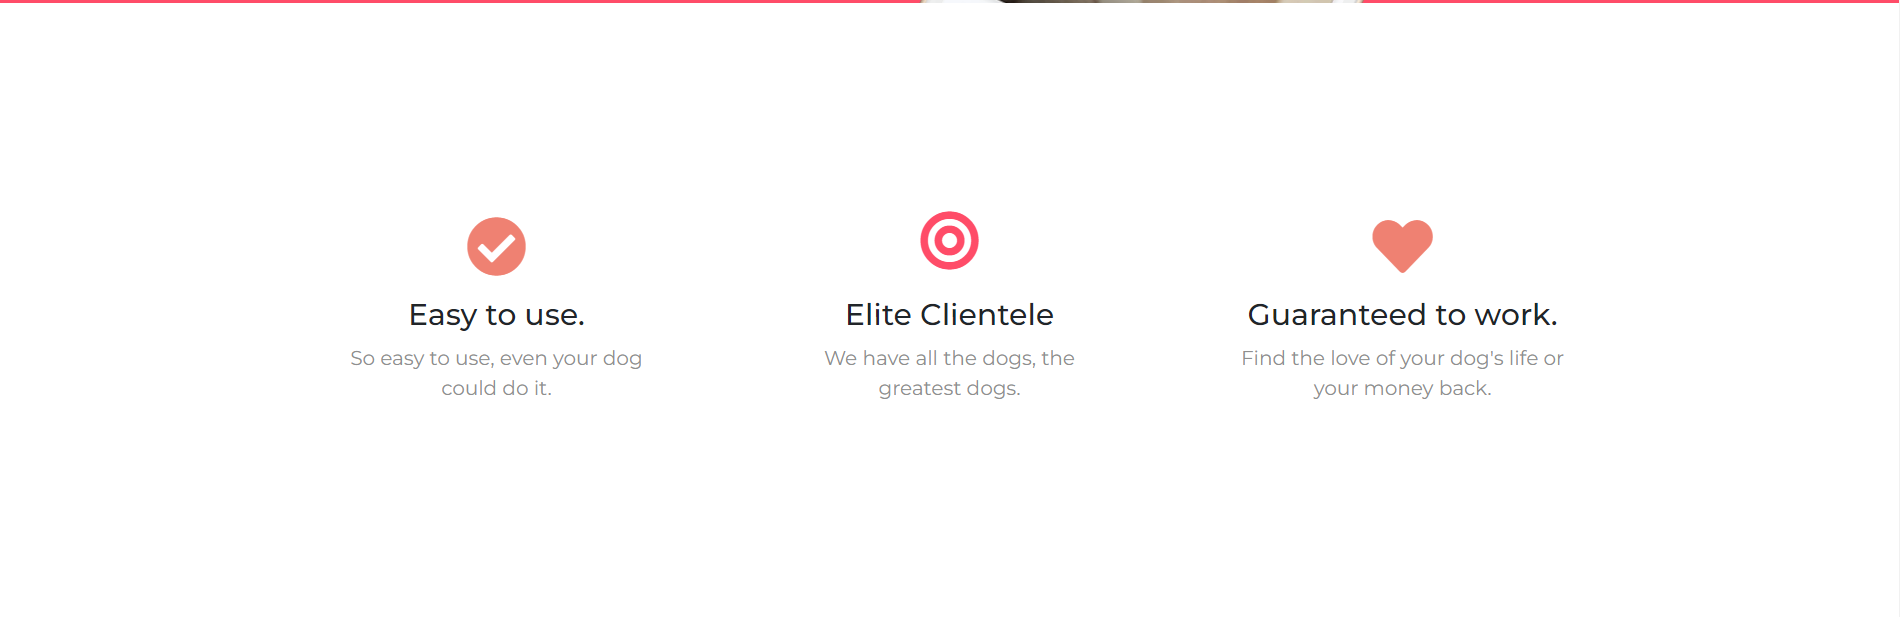 Easy to use.
So easy to use, even your dog
could do it.
Elite Clientele
We have all the dogs, the
greatest dogs.
Guaranteed to work.
Find the love of your dog's life or
your money back.